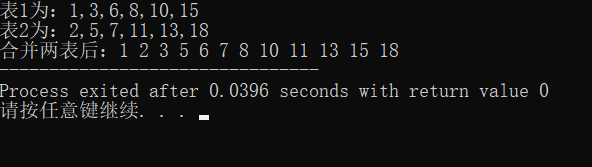 表1为：1,3,6,8,10,15
表2为：2,5,7,11,13,18
合并两表后：1 2 3 5 6 7 8 10 11 13 15 18
--------------------------------
Process exited after 0.0396 seconds with return value 0
请按任意键继续. . .